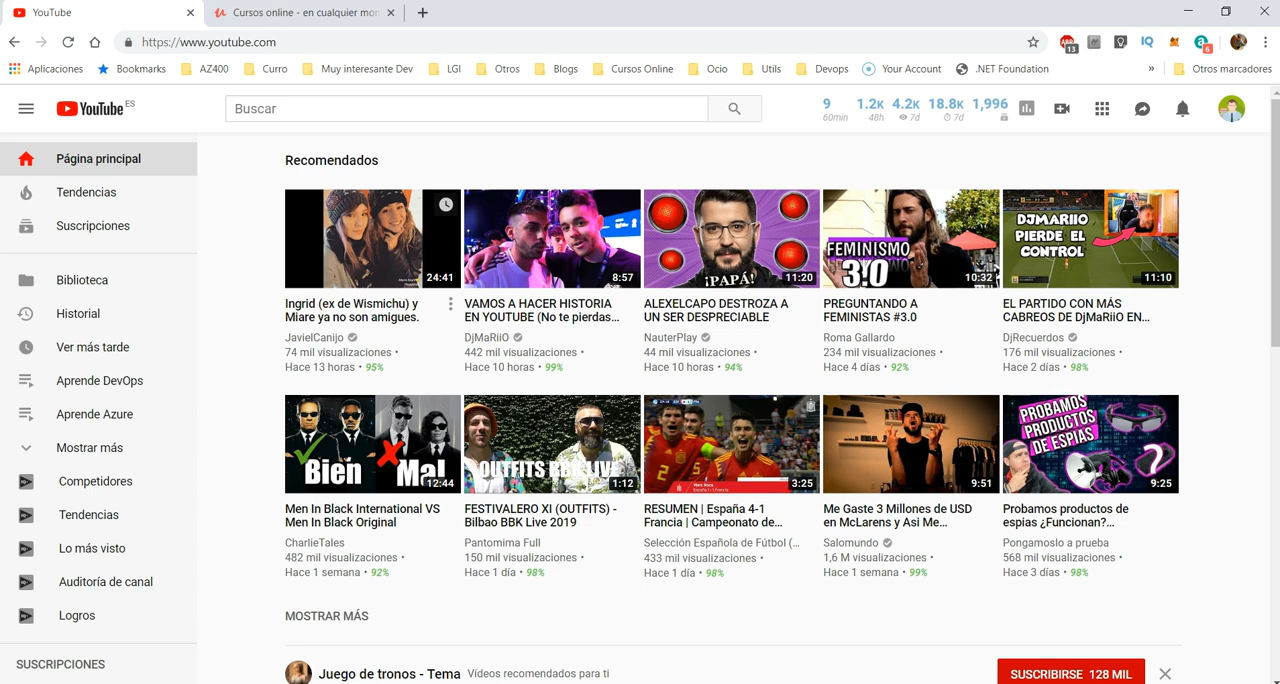 YouTube
Cursos online - en cualquier mon
https://www.youtube.com
13
IQ
a
6
Aplicaciones
Bookmarks
AZ400
Curro
Muy interesante Dev
LGI
Otros
Blogs
Cursos Online
Ocio
Utils
Devops
Your Account
.NET Foundation
»
Otros marcadores
YouTube ES
Buscar
9 1.2K 4.2K 18.8K 1,996
60min 48h 7d 7d
Página principal
Tendencias
Suscripciones
Biblioteca
Historial
Ver más tarde
Aprende DevOps
Aprende Azure
Mostrar más
Competidores
Tendencias
Lo más visto
Auditoría de canal
Logros
SUSCRIPCIONES
Recomendados
24:41
Ingrid (ex de Wismichu) y
Miare ya no son amigues.
JavielCanijo
74 mil visualizaciones •
Hace 13 horas • 95%
8:57
VAMOS A HACER HISTORIA
EN YOUTUBE (No te pierdas...
DjMaRiiO
442 mil visualizaciones •
Hace 10 horas • 99%
¡PAPÁ!
11:20
ALEXELCAPO DESTROZA A
UN SER DESPRECIABLE
NauterPlay
44 mil visualizaciones •
Hace 10 horas • 94%
FEMINISMO
3.0
10:32
PREGUNTANDO A
FEMINISTAS #3.0
Roma Gallardo
234 mil visualizaciones •
Hace 4 días • 92%
DJMARIIO
PIERDE EL
CONTROL
11:10
EL PARTIDO CON MÁS
CABREOS DE DjMaRiiO EN...
DjRecuerdos
176 mil visualizaciones •
Hace 2 días • 98%
Bien
Mal
12:44
Men In Black International VS
Men In Black Original
CharlieTales
482 mil visualizaciones •
Hace 1 semana • 92%
OUTFITS BBK LIVE
1:12
FESTIVALERO XI (OUTFITS) -
Bilbao BBK Live 2019
Pantomima Full
150 mil visualizaciones •
Hace 1 día • 98%
3:25
RESUMEN | España 4-1
Francia | Campeonato de...
Selección Española de Fútbol (...
433 mil visualizaciones •
Hace 1 día • 98%
9:51
Me Gaste 3 Millones de USD
en McLarens y Asi Me...
Salomundo
1,6 M visualizaciones •
Hace 1 semana • 99%
PROBAMOS
PRODUCTOS
DE ESPIAS
?
9:25
Probamos productos de
espias ¿Funcionan?...
Pongamoslo a prueba
568 mil visualizaciones •
Hace 3 días • 98%
MOSTRAR MÁS
Juego de tronos - Tema
Vídeos recomendados para ti
SUSCRIBIRSE 128 MIL